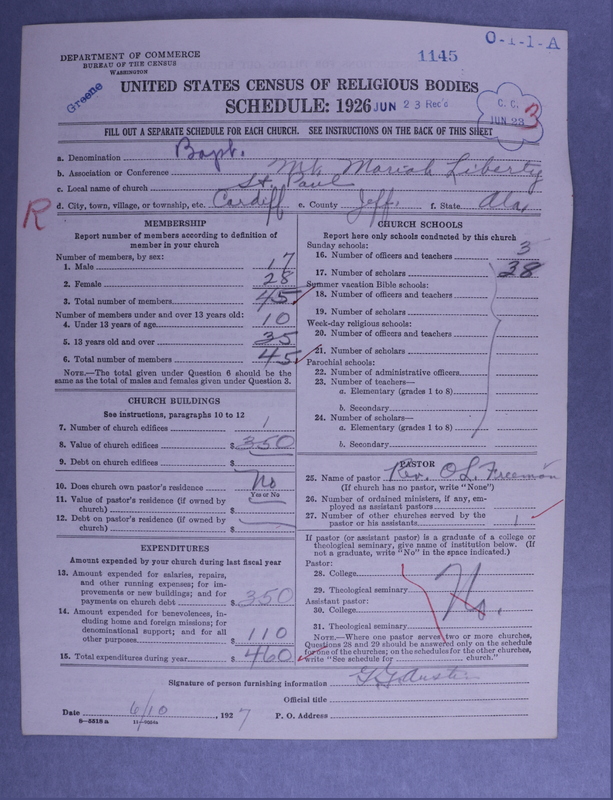 O-1-1-A
1145
DEPARTMENT OF COMMERCE
BUREAU OF THE CENSUS
WASHINGTON
Greene
UNITED STATES CENSUS OF RELIGIOUS BODIES
SCHEDULE: 1926 JUN 23 Rec'd
C. C. 3
JUN 23
FILL OUT A SEPARATE SCHEDULE FOR EACH CHURCH. SEE INSTRUCTIONS ON THE BACK OF THIS SHEET
a. Denomination Bapt.
b. Association or Conference Mt. Moriah Liberty
c. Local name of church St. Paul
d. City, town, village, or township, etc. Cardiff e. County Jeff. f. State Ala.
R
MEMBERSHIP
Report number of members according to definition of
member in your church
Number of members, by sex:
1. Male 17
2. Female 28
3. Total number of members 45
Number of members under and over 13 years old:
4. Under 13 years of age 10
5. 13 years old and over 35
6. Total number of members 45
NOTE.—The total given under Question 6 should be the
same as the total of males and females given under Question 3.
CHURCH BUILDINGS
See instructions, paragraphs 10 to 12
7. Number of church edifices 1
8. Value of church edifices $ 350
9. Debt on church edifices $
10. Does church own pastor's residence No
Yes or No
11. Value of pastor's residence (if owned by
church) $
12. Debt on pastor's residence (if owned by
church) $
EXPENDITURES
Amount expended by your church during last fiscal year
13. Amount expended for salaries, repairs,
and other running expenses; for im-
provements or new buildings; and for
payments on church debt $ 350
14. Amount expended for benevolences, in-
cluding home and foreign missions; for
denominational support; and for all
other purposes $ 110
15. Total expenditures during year $ 460
CHURCH SCHOOLS
Report here only schools conducted by this church
Sunday schools:
16. Number of officers and teachers 3
17. Number of scholars 38
Summer vacation Bible schools:
18. Number of officers and teachers
19. Number of scholars
Week-day religious schools:
20. Number of officers and teachers
21. Number of scholars
Parochial schools:
22. Number of administrative officers
23. Number of teachers—
a. Elementary (grades 1 to 8)
b. Secondary
24. Number of scholars—
a. Elementary (grades 1 to 8)
b. Secondary
PASTOR
25. Name of pastor Rev. O L. Freeman
(If church has no pastor, write "None")
26. Number of ordained ministers, if any, em-
ployed as assistant pastors
27. Number of other churches served by the
pastor or his assistants 1
If pastor (or assistant pastor) is a graduate of a college or
theological seminary, give name of institution below. (If
not a graduate, write "No" in the space indicated.)
Pastor:
28. College
29. Theological seminary No.
Assistant pastor:
30. College
31. Theological seminary
NOTE.—Where one pastor serves two or more churches,
Questions 28 and 29 should be answered only on the schedule
for one of the churches; on the schedules for the other churches,
write "See schedule for church."
Signature of person furnishing information
Official title
Date 6/10, 1927 P. O. Address
8-5518 a